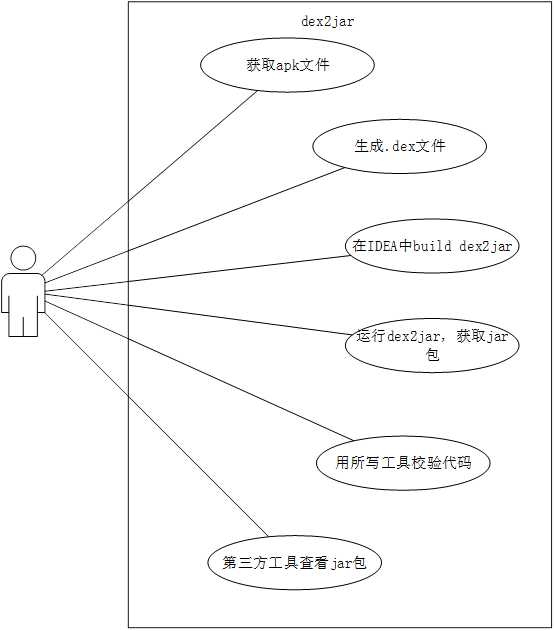 dex2jar
获取apk文件
生成.dex文件
在IDEA中build dex2jar
运行dex2jar，获取jar
包
用所写工具校验代码
第三方工具查看jar包